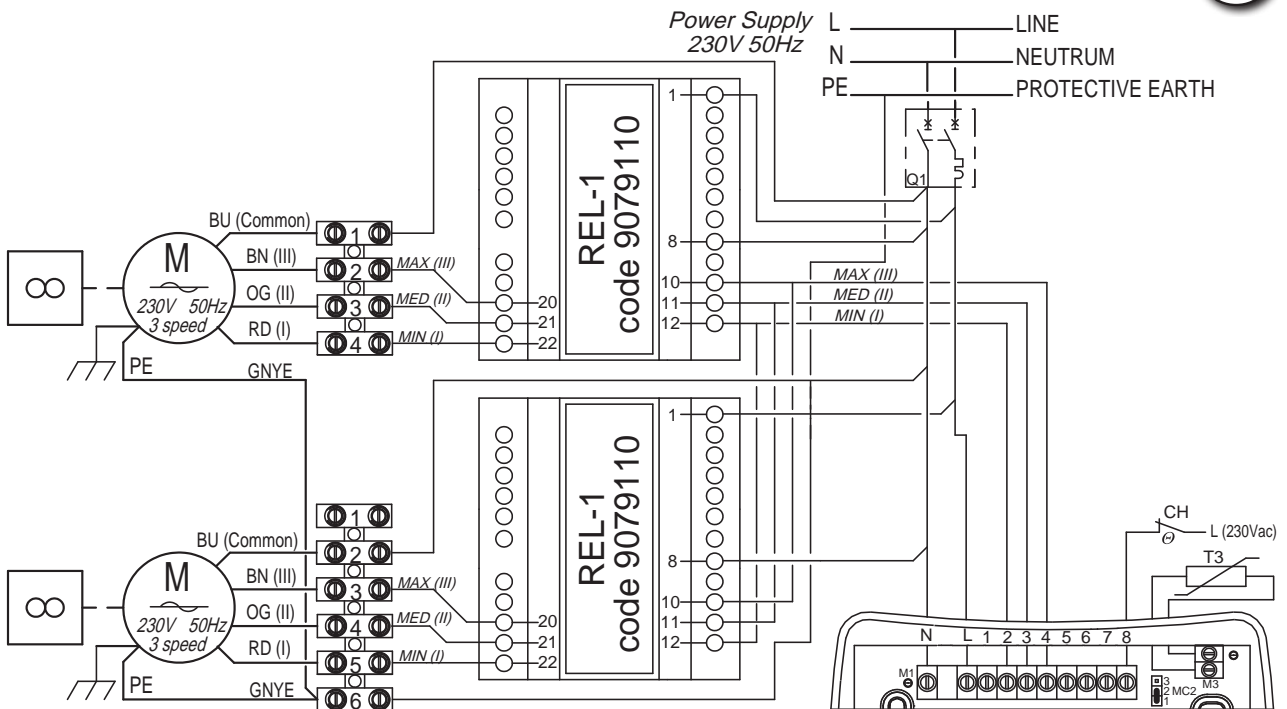 Power Supply
230V 50Hz
L
LINE
N
NEUTRUM
PE
PROTECTIVE EARTH
Q1
BU (Common)
BN (III)
OG (II)
RD (I)
M
230V 50Hz
3 speed
PE
GNYE
1
2
3
4
MAX (III)
MED (II)
MIN (I)
20
21
22
REL-1
code 9079110
1
8
10
11
12
MAX (III)
MED (II)
MIN (I)
BU (Common)
BN (III)
OG (II)
RD (I)
M
230V 50Hz
3 speed
PE
GNYE
1
2
3
4
5
6
MAX (III)
MED (II)
MIN (I)
20
21
22
REL-1
code 9079110
1
8
10
11
12
CH
L (230Vac)
T3
N L 1 2 3 4 5 6 7 8
M1
3
2
1
MC2
M3